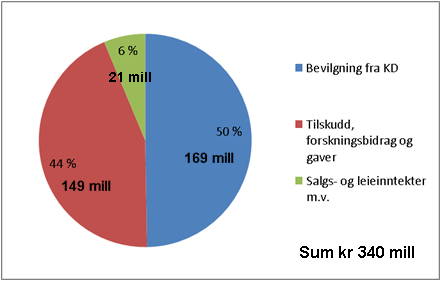 6 %
21 mill
50 %
169 mill
44 %
149 mill
Bevilgning fra KD
Tilskudd,
forskningsbidrag og
gaver
Salgs- og leieinntekter
m.v.
Sum kr 340 mill